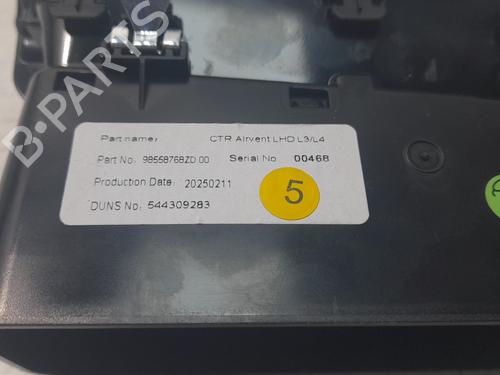 Part name: CTR Airvent LHD L3/L4
Part No: 98558768ZD 00 Serial No 00468
Production Date: 20250211
DUNS No: 544309283
5
B-PARTS